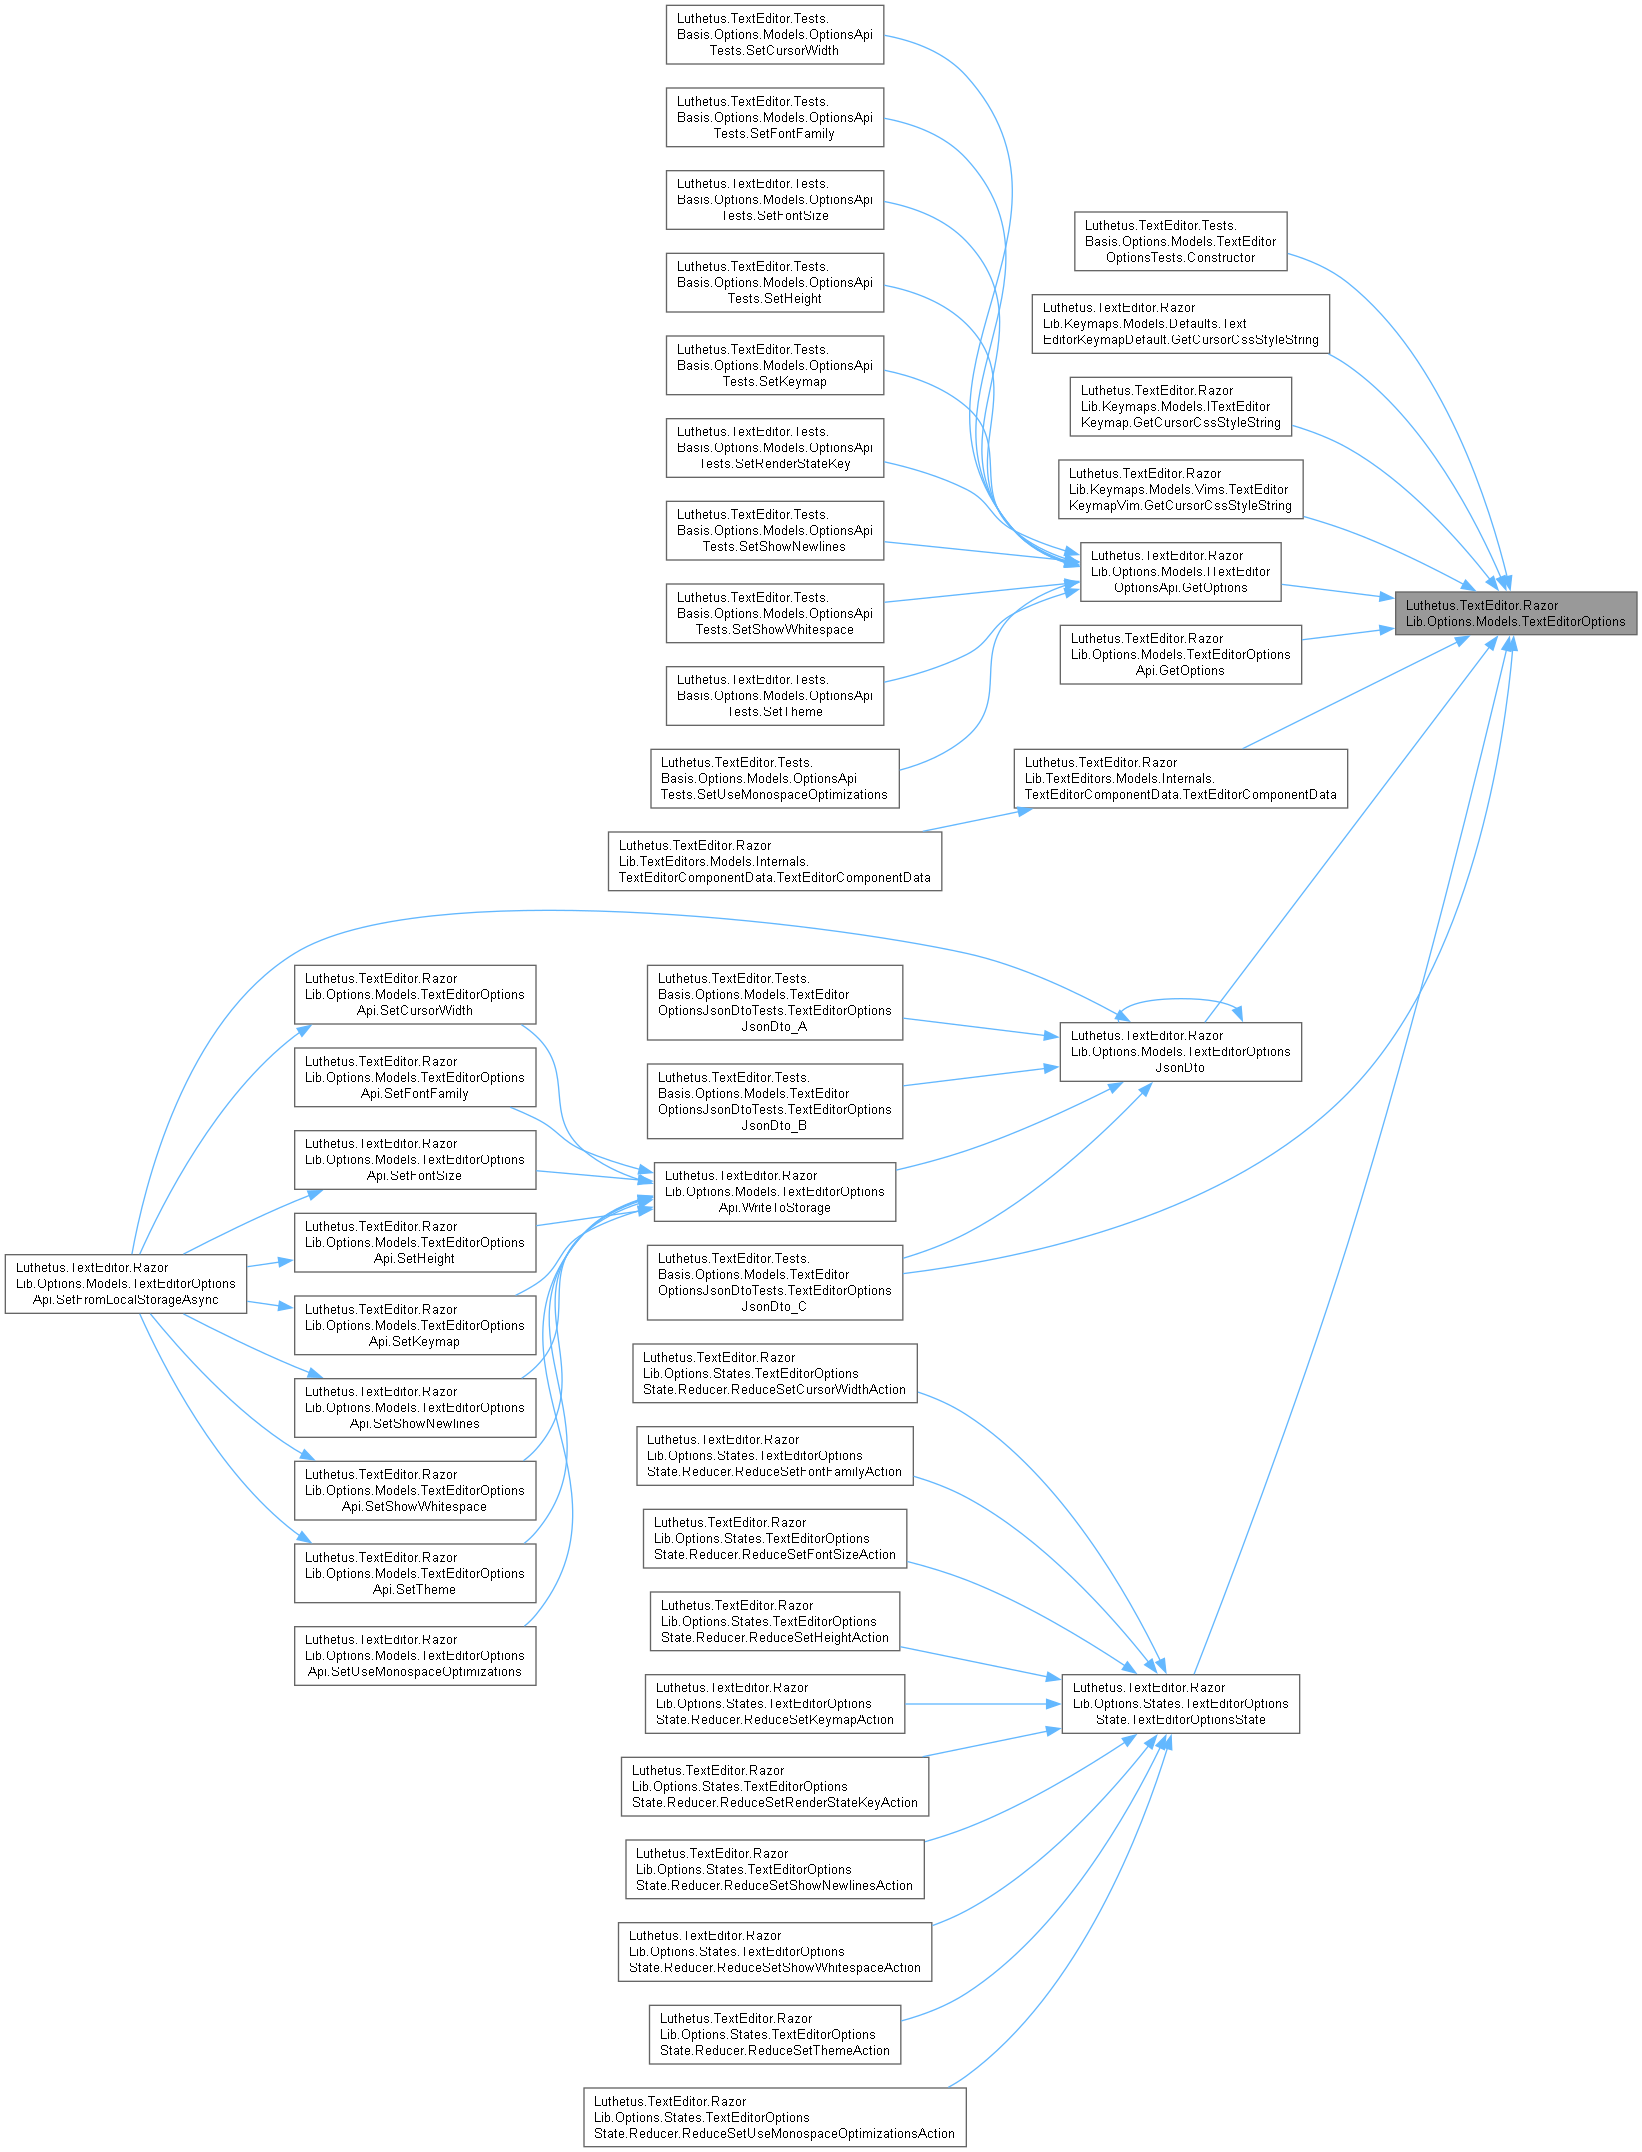 Luthetus.TextEditor.Tests.
Basis.Options.Models.OptionsApi
Tests.SetCursorWidth
Luthetus.TextEditor.Tests.
Basis.Options.Models.OptionsApi
Tests.SetFontFamily
Luthetus.TextEditor.Tests.
Basis.Options.Models.OptionsApi
Tests.SetFontSize
Luthetus.TextEditor.Tests.
Basis.Options.Models.OptionsApi
Tests.SetHeight
Luthetus.TextEditor.Tests.
Basis.Options.Models.OptionsApi
Tests.SetKeymap
Luthetus.TextEditor.Tests.
Basis.Options.Models.OptionsApi
Tests.SetRenderStateKey
Luthetus.TextEditor.Tests.
Basis.Options.Models.OptionsApi
Tests.SetShowNewlines
Luthetus.TextEditor.Tests.
Basis.Options.Models.OptionsApi
Tests.SetShowWhitespace
Luthetus.TextEditor.Tests.
Basis.Options.Models.OptionsApi
Tests.SetTheme
Luthetus.TextEditor.Tests.
Basis.Options.Models.OptionsApi
Tests.SetUseMonospaceOptimizations
Luthetus.TextEditor.Tests.
Basis.Options.Models.TextEditor
OptionsTests.Constructor
Luthetus.TextEditor.Razor
Lib.Keymaps.Models.Defaults.Text
EditorKeymapDefault.GetCursorCssStyleString
Luthetus.TextEditor.Razor
Lib.Keymaps.Models.ITextEditor
Keymap.GetCursorCssStyleString
Luthetus.TextEditor.Razor
Lib.Keymaps.Models.Vims.TextEditor
KeymapVim.GetCursorCssStyleString
Luthetus.TextEditor.Razor
Lib.Options.Models.ITextEditor
OptionsApi.GetOptions
Luthetus.TextEditor.Razor
Lib.Options.Models.TextEditorOptions
Luthetus.TextEditor.Razor
Lib.Options.Models.TextEditorOptions
Api.GetOptions
Luthetus.TextEditor.Razor
Lib.TextEditors.Models.Internals.
TextEditorComponentData.TextEditorComponentData
Luthetus.TextEditor.Razor
Lib.TextEditors.Models.Internals.
TextEditorComponentData.TextEditorComponentData
Luthetus.TextEditor.Razor
Lib.Options.Models.TextEditorOptions
Api.SetCursorWidth
Luthetus.TextEditor.Razor
Lib.Options.Models.TextEditorOptions
Api.SetFontFamily
Luthetus.TextEditor.Razor
Lib.Options.Models.TextEditorOptions
Api.SetFontSize
Luthetus.TextEditor.Razor
Lib.Options.Models.TextEditorOptions
Api.SetHeight
Luthetus.TextEditor.Razor
Lib.Options.Models.TextEditorOptions
Api.SetFromLocalStorageAsync
Luthetus.TextEditor.Razor
Lib.Options.Models.TextEditorOptions
Api.SetKeymap
Luthetus.TextEditor.Razor
Lib.Options.Models.TextEditorOptions
Api.SetShowNewlines
Luthetus.TextEditor.Razor
Lib.Options.Models.TextEditorOptions
Api.SetShowWhitespace
Luthetus.TextEditor.Razor
Lib.Options.Models.TextEditorOptions
Api.SetTheme
Luthetus.TextEditor.Razor
Lib.Options.Models.TextEditorOptions
Api.SetUseMonospaceOptimizations
Luthetus.TextEditor.Tests.
Basis.Options.Models.TextEditor
OptionsJsonDtoTests.TextEditorOptions
JsonDto_A
Luthetus.TextEditor.Tests.
Basis.Options.Models.TextEditor
OptionsJsonDtoTests.TextEditorOptions
JsonDto_B
Luthetus.TextEditor.Razor
Lib.Options.Models.TextEditorOptions
Api.WriteToStorage
Luthetus.TextEditor.Tests.
Basis.Options.Models.TextEditor
OptionsJsonDtoTests.TextEditorOptions
JsonDto_C
Luthetus.TextEditor.Razor
Lib.Options.Models.TextEditorOptions
JsonDto
Luthetus.TextEditor.Razor
Lib.Options.States.TextEditorOptions
State.Reducer.ReduceSetCursorWidthAction
Luthetus.TextEditor.Razor
Lib.Options.States.TextEditorOptions
State.Reducer.ReduceSetFontFamilyAction
Luthetus.TextEditor.Razor
Lib.Options.States.TextEditorOptions
State.Reducer.ReduceSetFontSizeAction
Luthetus.TextEditor.Razor
Lib.Options.States.TextEditorOptions
State.Reducer.ReduceSetHeightAction
Luthetus.TextEditor.Razor
Lib.Options.States.TextEditorOptions
State.Reducer.ReduceSetKeymapAction
Luthetus.TextEditor.Razor
Lib.Options.States.TextEditorOptions
State.TextEditorOptionsState
Luthetus.TextEditor.Razor
Lib.Options.States.TextEditorOptions
State.Reducer.ReduceSetRenderStateKeyAction
Luthetus.TextEditor.Razor
Lib.Options.States.TextEditorOptions
State.Reducer.ReduceSetShowNewlinesAction
Luthetus.TextEditor.Razor
Lib.Options.States.TextEditorOptions
State.Reducer.ReduceSetShowWhitespaceAction
Luthetus.TextEditor.Razor
Lib.Options.States.TextEditorOptions
State.Reducer.ReduceSetThemeAction
Luthetus.TextEditor.Razor
Lib.Options.States.TextEditorOptions
State.Reducer.ReduceSetUseMonospaceOptimizationsAction